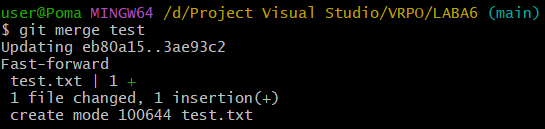 user@Poma MINGW64 /d/Project Visual Studio/VRPO/LABA6 (main)
$ git merge test
Updating eb80a15..3ae93c2
Fast-forward
 test.txt | 1 +
 1 file changed, 1 insertion(+)
 create mode 100644 test.txt